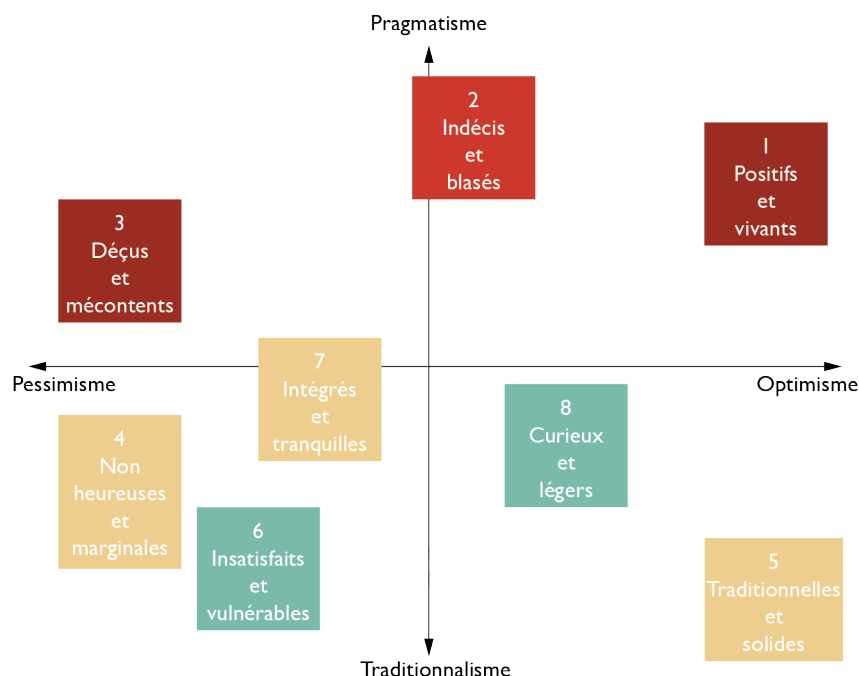 Pragmatisme
2
Indécis
et
blasés
1
Positifs
et
vivants
3
Déçus
et
mécontents
7
Intégrés
et
tranquilles
Pessimisme
Optimisme
8
Curieux
et
légers
4
Non
heureuses
et
marginales
6
Insatisfaits
et
vulnérables
5
Traditionnelles
et
solides
Traditionnalisme